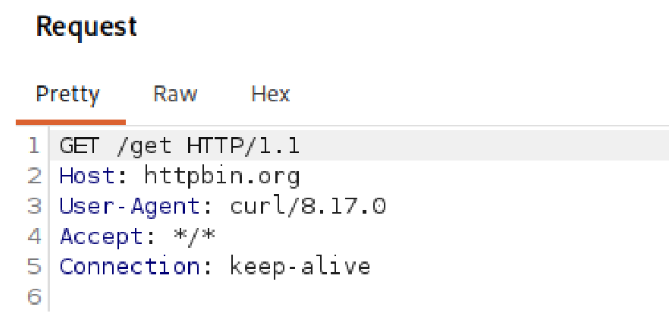 Request
Pretty Raw Hex
1 GET /get HTTP/1.1
2 Host: httpbin.org
3 User-Agent: curl/8.17.0
4 Accept: */*
5 Connection: keep-alive
6